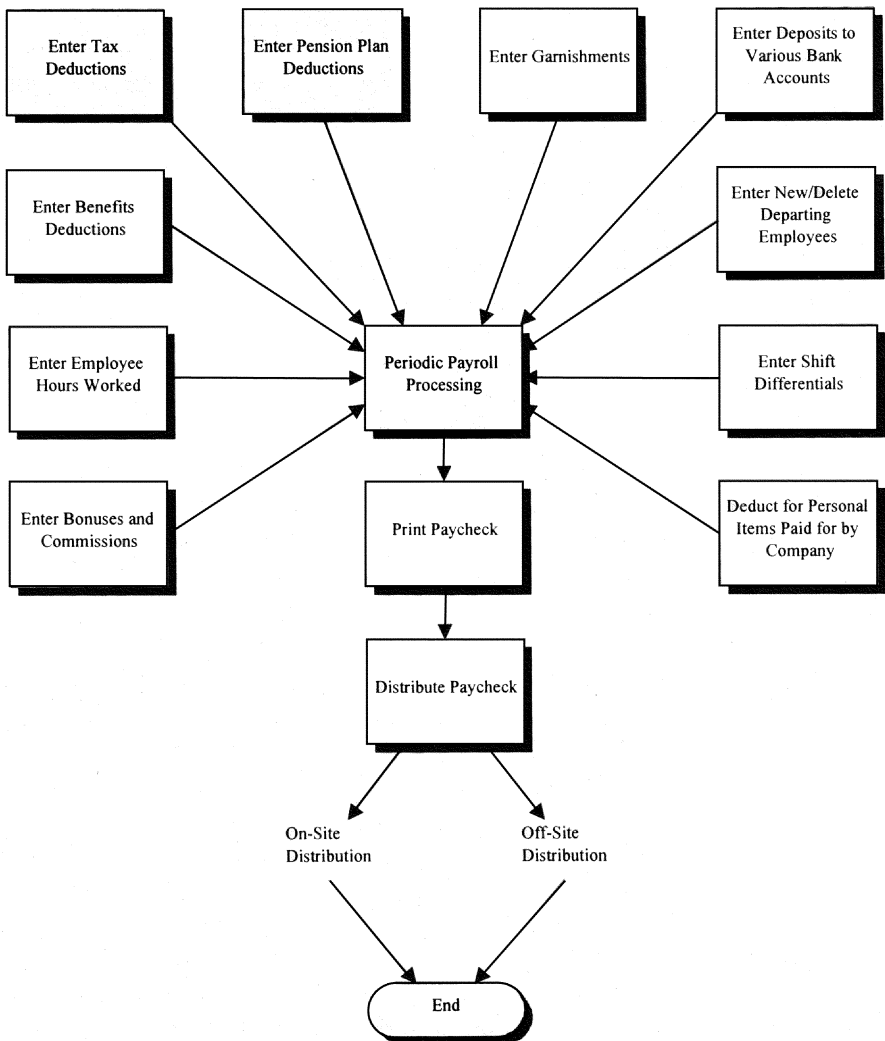 Enter Tax
Deductions
Enter Pension Plan
Deductions
Enter Garnishments
Enter Deposits to
Various Bank
Accounts
Enter Benefits
Deductions
Enter New/Delete
Departing
Employees
Enter Employee
Hours Worked
Periodic Payroll
Processing
Enter Shift
Differentials
Enter Bonuses and
Commissions
Print Paycheck
Deduct for Personal
Items Paid for by
Company
Distribute Paycheck
On-Site
Distribution
Off-Site
Distribution
End